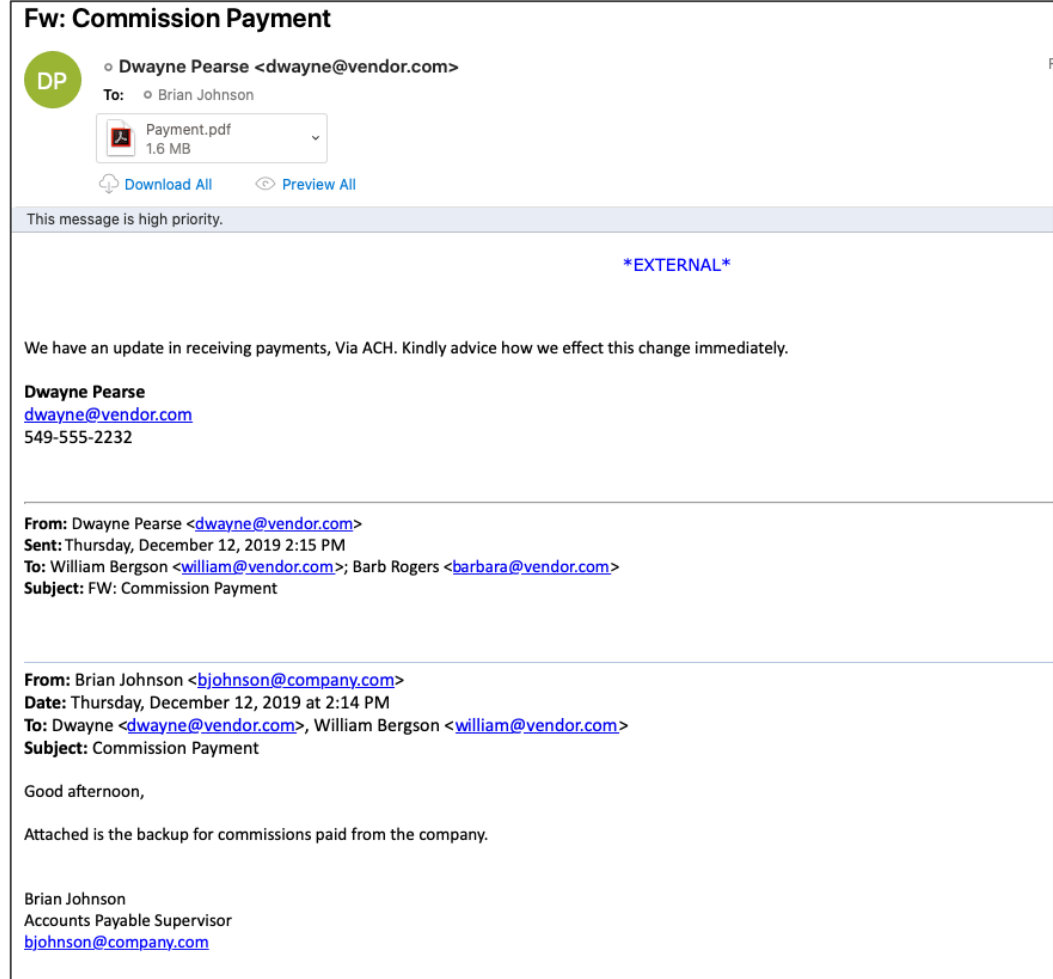 Fw: Commission Payment
DP
Dwayne Pearse <dwayne@vendor.com>
To: Brian Johnson
Payment.pdf
1.6 MB
Download All Preview All
This message is high priority.
*EXTERNAL*
We have an update in receiving payments, Via ACH. Kindly advice how we effect this change immediately.
Dwayne Pearse
dwayne@vendor.com
549-555-2232
From: Dwayne Pearse <dwayne@vendor.com>
Sent: Thursday, December 12, 2019 2:15 PM
To: William Bergson <william@vendor.com>; Barb Rogers <barbara@vendor.com>
Subject: FW: Commission Payment
From: Brian Johnson <bjohnson@company.com>
Date: Thursday, December 12, 2019 at 2:14 PM
To: Dwayne <dwayne@vendor.com>, William Bergson <william@vendor.com>
Subject: Commission Payment
Good afternoon,
Attached is the backup for commissions paid from the company.
Brian Johnson
Accounts Payable Supervisor
bjohnson@company.com